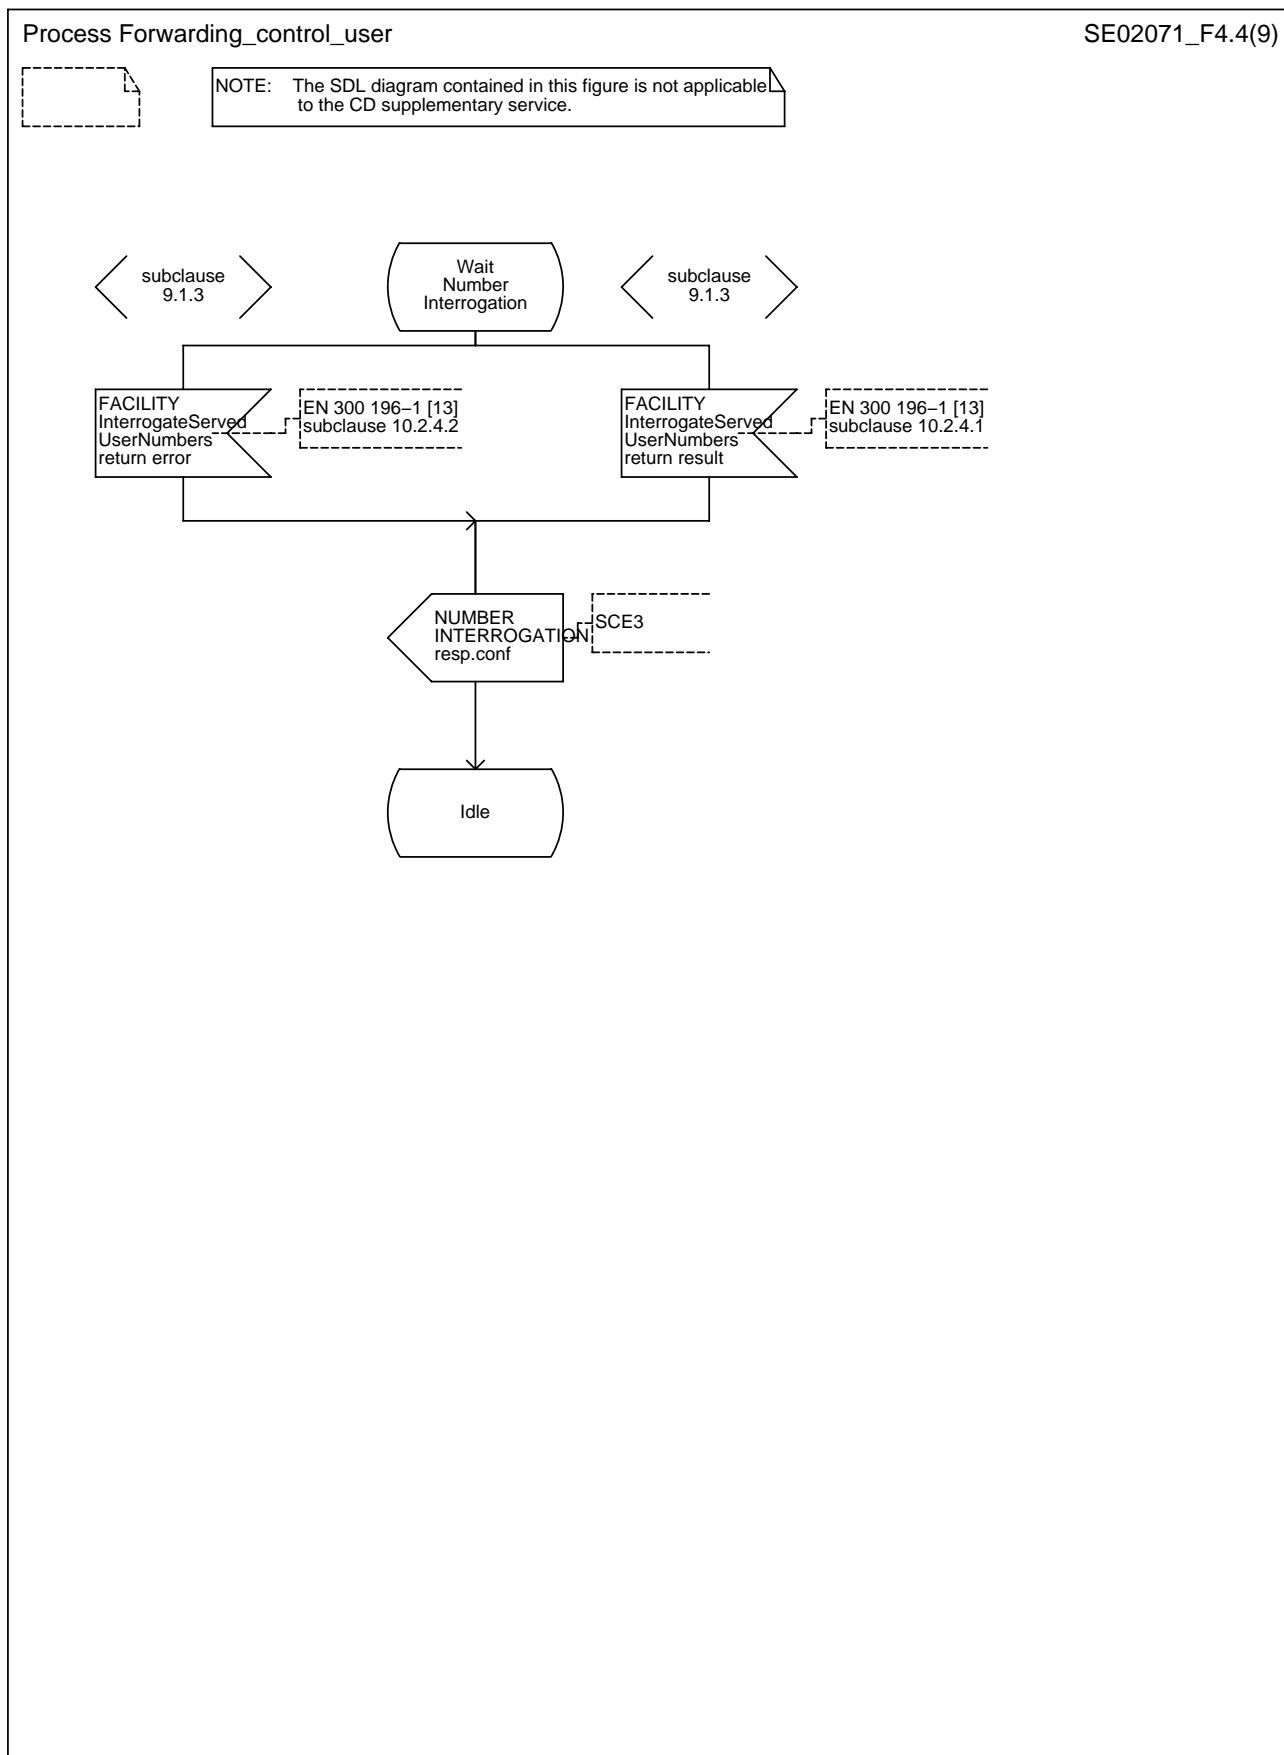 Process Forwarding_control_user
SE02071_F4.4(9)
NOTE: The SDL diagram contained in this figure is not applicable
to the CD supplementary service.
subclause
9.1.3
Wait
Number
Interrogation
subclause
9.1.3
FACILITY
InterrogateServed
UserNumbers
return error
EN 300 196–1 [13]
subclause 10.2.4.2
FACILITY
InterrogateServed
UserNumbers
return result
EN 300 196–1 [13]
subclause 10.2.4.1
NUMBER
INTERROGATION
resp.conf
SCE3
Idle